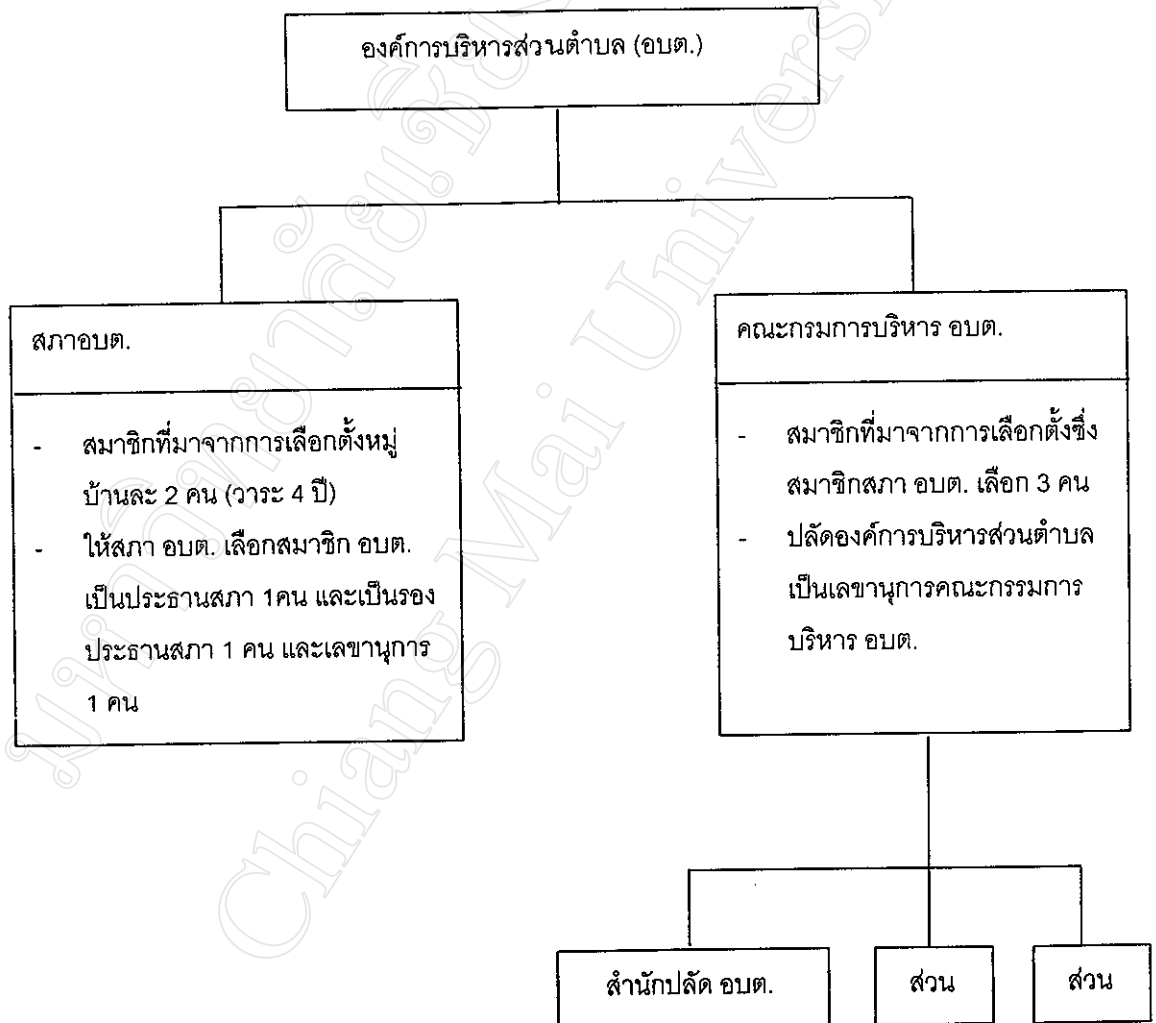 องค์การบริหารส่วนตำบล (อบต.)
สภาอบต.
- สมาชิกที่มาจากการเลือกตั้งหมู่
บ้านละ 2 คน (วาระ 4 ปี)
- ให้สภา อบต. เลือกสมาชิก อบต.
เป็นประธานสภา 1คน และเป็นรอง
ประธานสภา 1 คน และเลขานุการ
1 คน
คณะกรมการบริหาร อบต.
- สมาชิกที่มาจากการเลือกตั้งซึ่ง
สมาชิกสภา อบต. เลือก 3 คน
- ปลัดองค์การบริหารส่วนตำบล
เป็นเลขานุการคณะกรรมการ
บริหาร อบต.
สำนักปลัด อบต.
ส่วน
ส่วน
Chiang Mai Univers